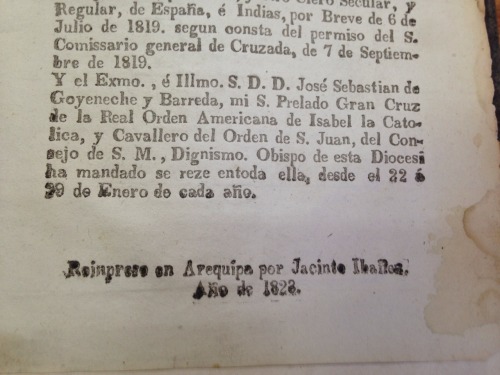 Clero Secular, y
Regular, de España, é Indias, por Breve de 6 de
Julio de 1819. segun consta del permiso del S.
Comissario general de Cruzada, de 7 de Septiem-
bre de 1819.
Y el Exmo., é Illmo. S. D. D. José Sebastian de
Goyeneche y Barreda, mi S. Prelado Gran Cruz
de la Real Orden Americana de Isabel la Cato-
lica, y Cavallero del Orden de S. Juan, del Con-
sejo de S. M., Dignismo. Obispo de esta Diocesi
ha mandado se reze entoda ella, desde el 22 á
29 de Enero de cada año.
Reimpreso en Arequipa por Jacinto Ibañez.
Año de 1823.